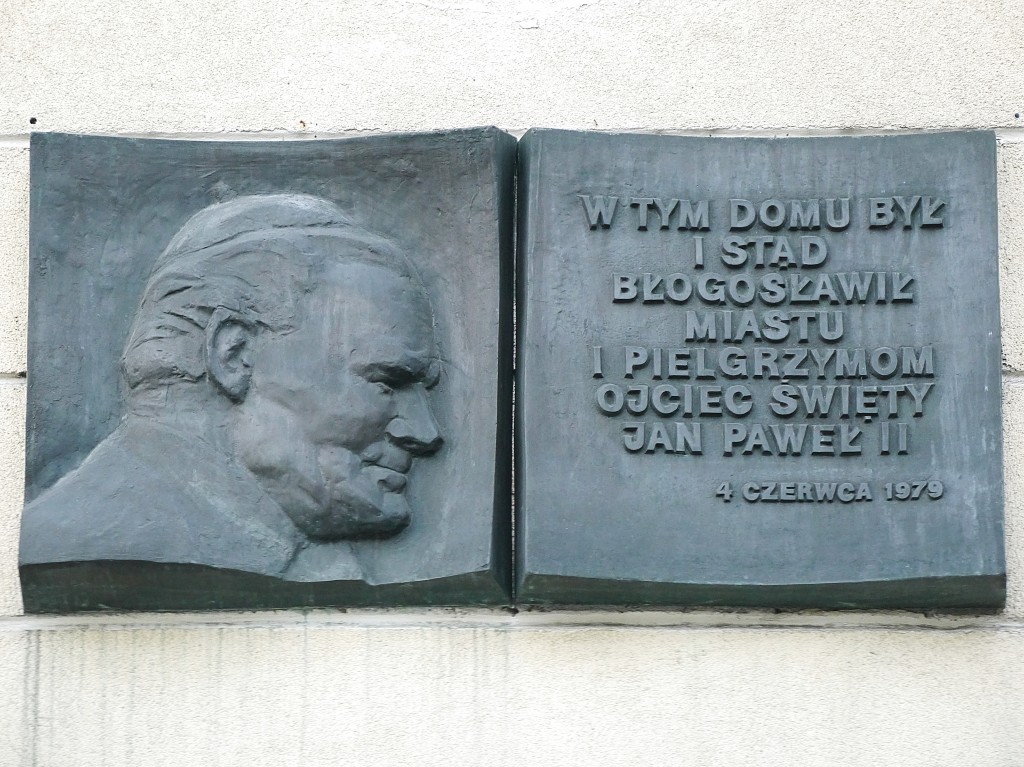 W TYM DOMU BYŁ
I STĄD
BŁOGOSŁAWIŁ
MIASTU
I PIELGRZYMOM
OJCIEC ŚWIĘTY
JAN PAWEŁ II
4 CZERWCA 1979